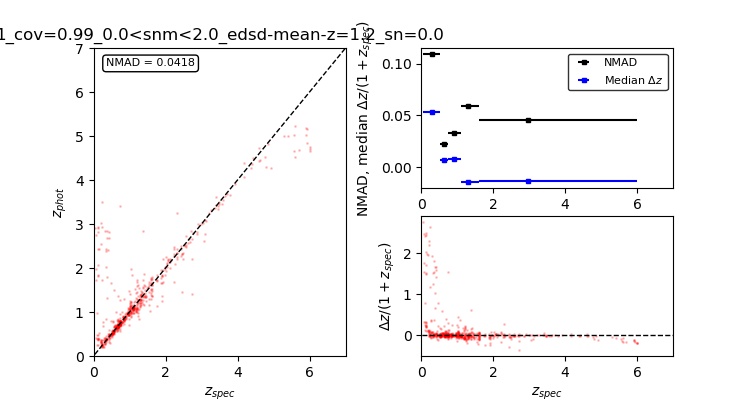 1_cov=0.99_0.0<snm<2.0_edsd-mean-z=1.2_sn=0.0
NMAD = 0.0418
z_phot
7
6
5
4
3
2
1
0
0 2 4 6
z_spec
NMAD, median Δz/(1 + z_spec)
0.10
0.05
0.00
NMAD
Median Δz
0 2 4 6
Δz/(1 + z_spec)
2
1
0
0 2 4 6
z_spec